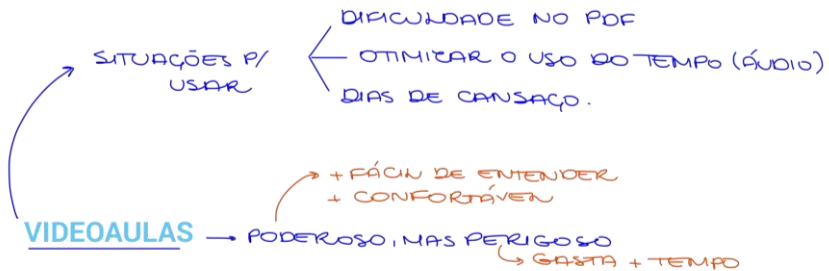 DIFICULDADE NO PDF
SITUAÇÕES P/
USAR
OTIMIZAR O USO DO TEMPO (ÁUDIO)
DIAS DE CANSAÇO.
+ FÁCIL DE ENTENDER
+ CONFORTÁVEL
VIDEOAULAS → PODEROSO, MAS PERIGOSO
GASTA + TEMPO